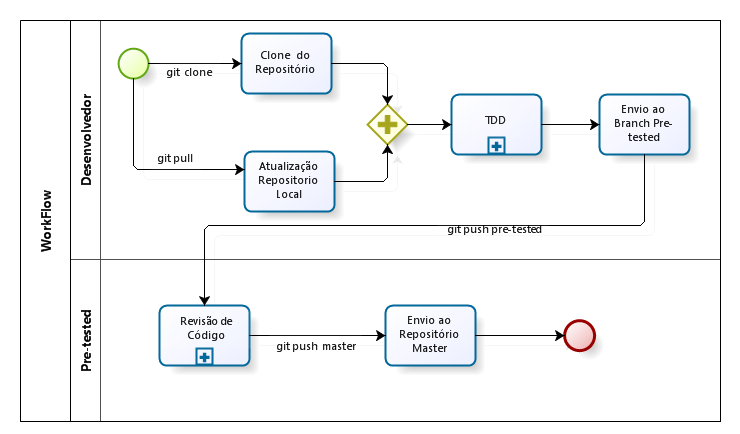 WorkFlow
Desenvolvedor
Clone do
Repositório
git clone
git pull
Atualização
Repositorio
Local
TDD
Envio ao
Branch Pre-
tested
git push pre-tested
Pre-tested
Revisão de
Código
git push master
Envio ao
Repositório
Master